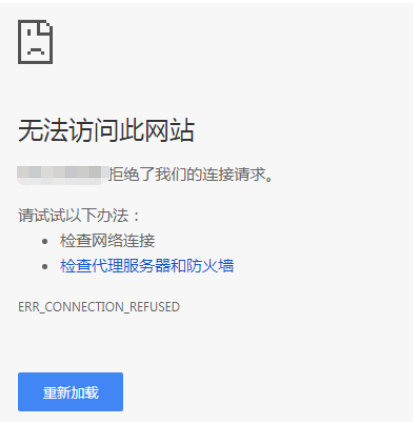 无法访问此网站
拒绝了我们的连接请求。
请试试以下办法：
检查网络连接
检查代理服务器和防火墙
ERR_CONNECTION_REFUSED
重新加载